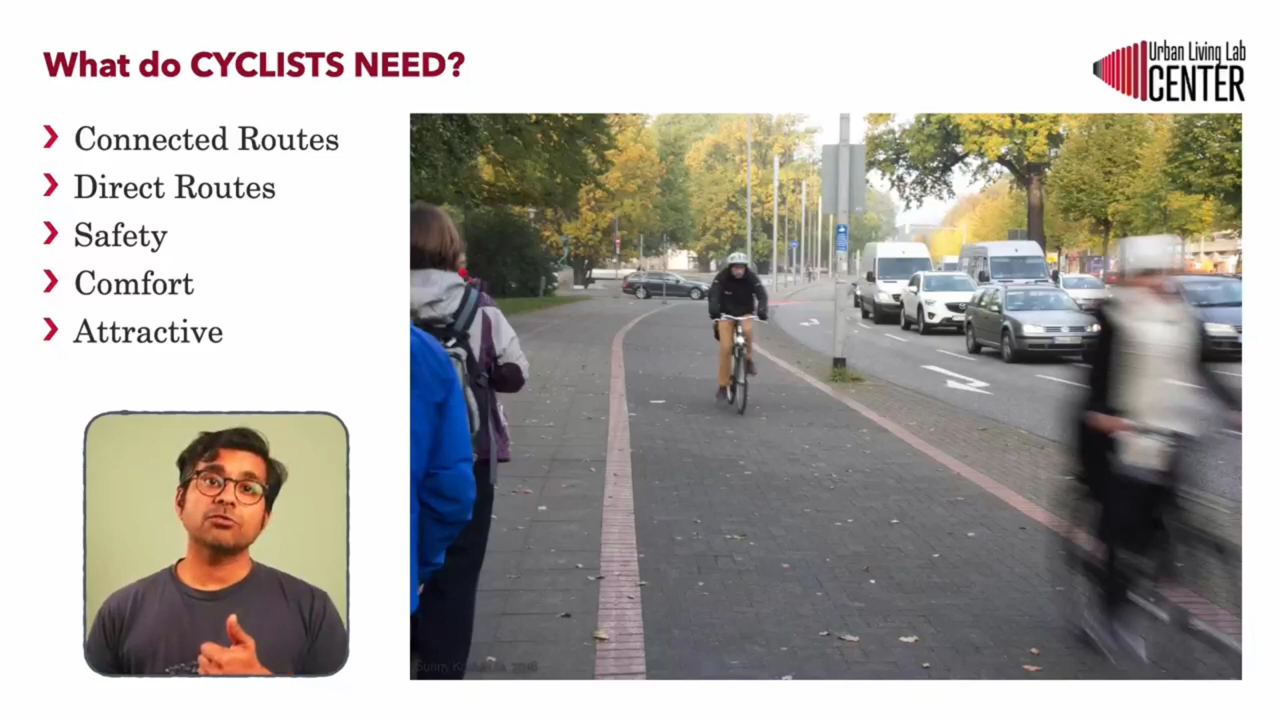 What do CYCLISTS NEED?
Urban Living Lab
CENTER
Connected Routes
Direct Routes
Safety
Comfort
Attractive